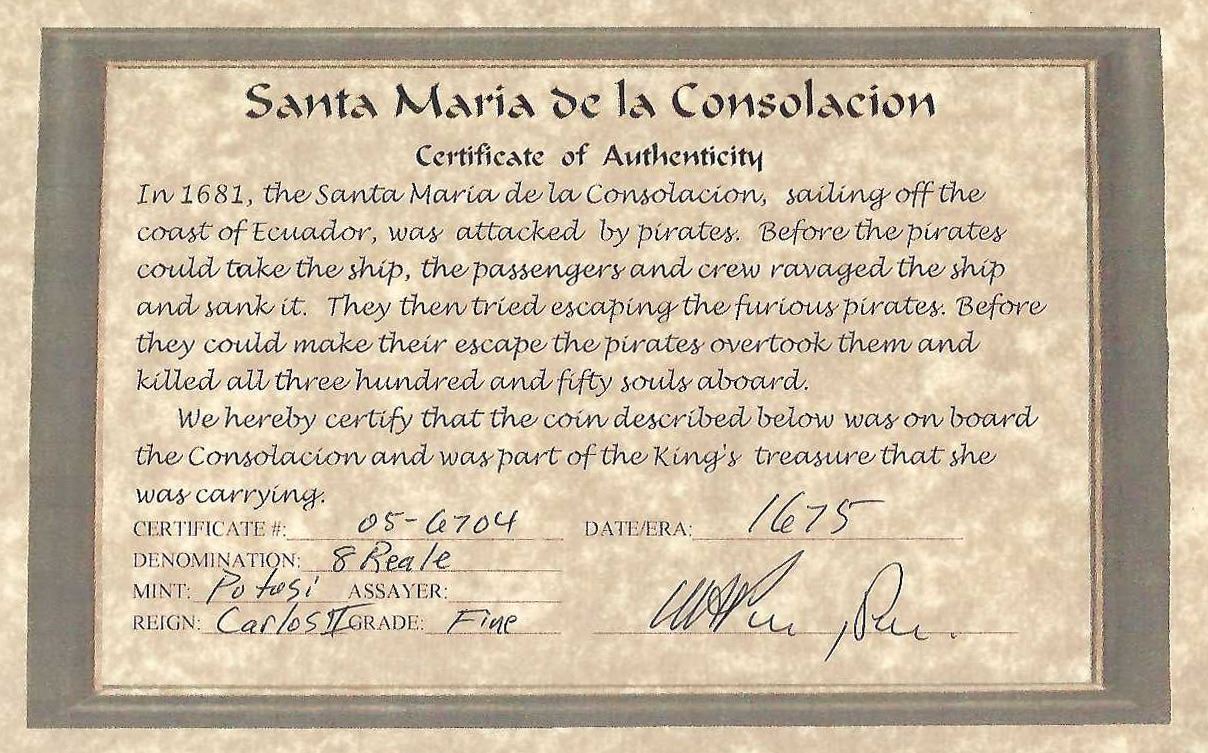 Santa Maria de la Consolacion
Certificate of Authenticity
In 1681, the Santa Maria de la Consolacion, sailing off the
coast of Ecuador, was attacked by pirates. Before the pirates
could take the ship, the passengers and crew ravaged the ship
and sank it. They then tried escaping the furious pirates. Before
they could make their escape the pirates overtook them and
killed all three hundred and fifty souls aboard.
We hereby certify that the coin described below was on board
the Consolacion and was part of the King's treasure that she
was carrying.
CERTIFICATE #: 05-6704 DATE/ERA: 1675
DENOMINATION: 8 Reale
MINT: Potosi ASSAYER:
REIGN: Carlos II GRADE: Fine